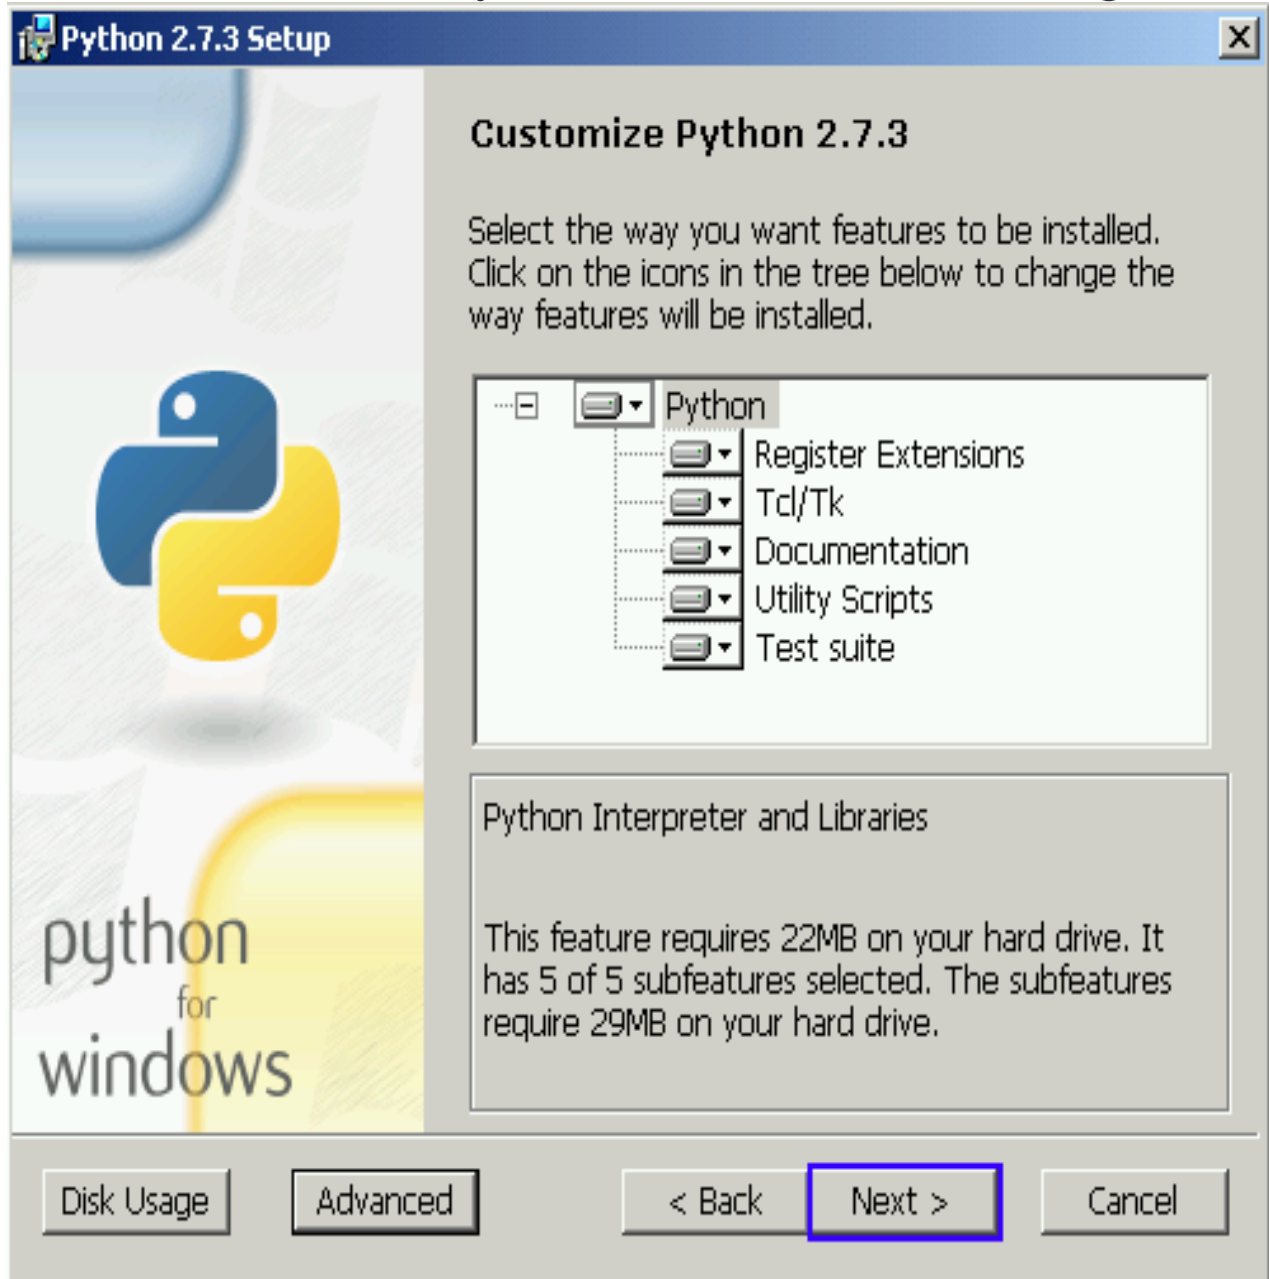 Python 2.7.3 Setup
Customize Python 2.7.3
Select the way you want features to be installed.
Click on the icons in the tree below to change the
way features will be installed.
Python
Register Extensions
Tcl/Tk
Documentation
Utility Scripts
Test suite
Python Interpreter and Libraries
This feature requires 22MB on your hard drive. It
has 5 of 5 subfeatures selected. The subfeatures
require 29MB on your hard drive.
python
for
windows
Disk Usage
Advanced
< Back
Next >
Cancel